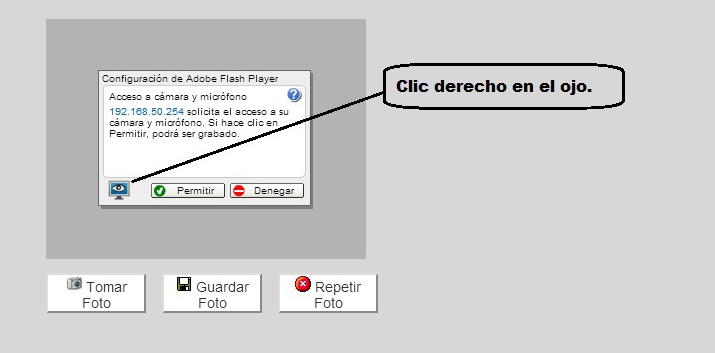 Configuración de Adobe Flash Player
Acceso a cámara y micrófono
?
192.168.50.254 solicita el acceso a su
cámara y micrófono. Si hace clic en
Permitir, podrá ser grabado.
Permitir
Denegar
Clic derecho en el ojo.
Tomar
Foto
Guardar
Foto
Repetir
Foto